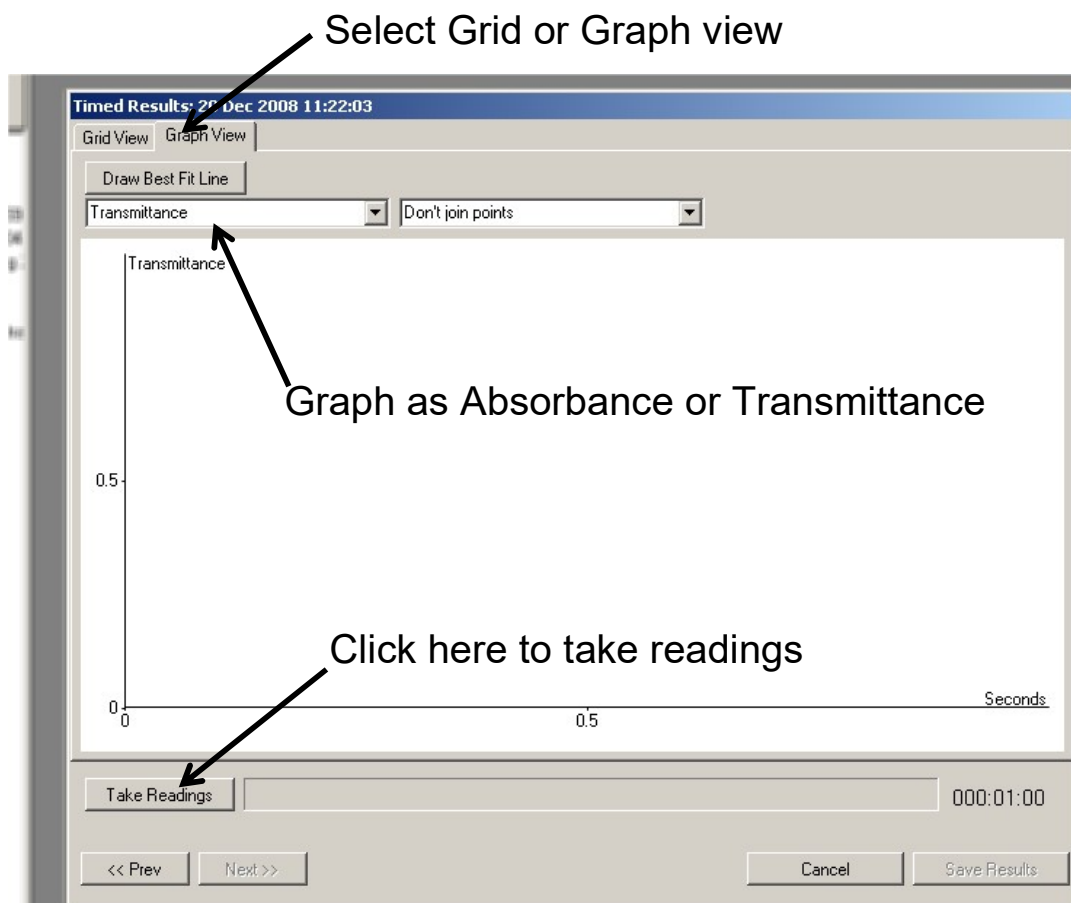 Select Grid or Graph view
Timed Results: 20 Dec 2008 11:22:03
Grid View Graph View
Draw Best Fit Line
Transmittance Don't join points
Transmittance
Graph as Absorbance or Transmittance
0.5
Click here to take readings
Seconds
0
0 0.5
Take Readings 000:01:00
<< Prev Next >> Cancel Save Results